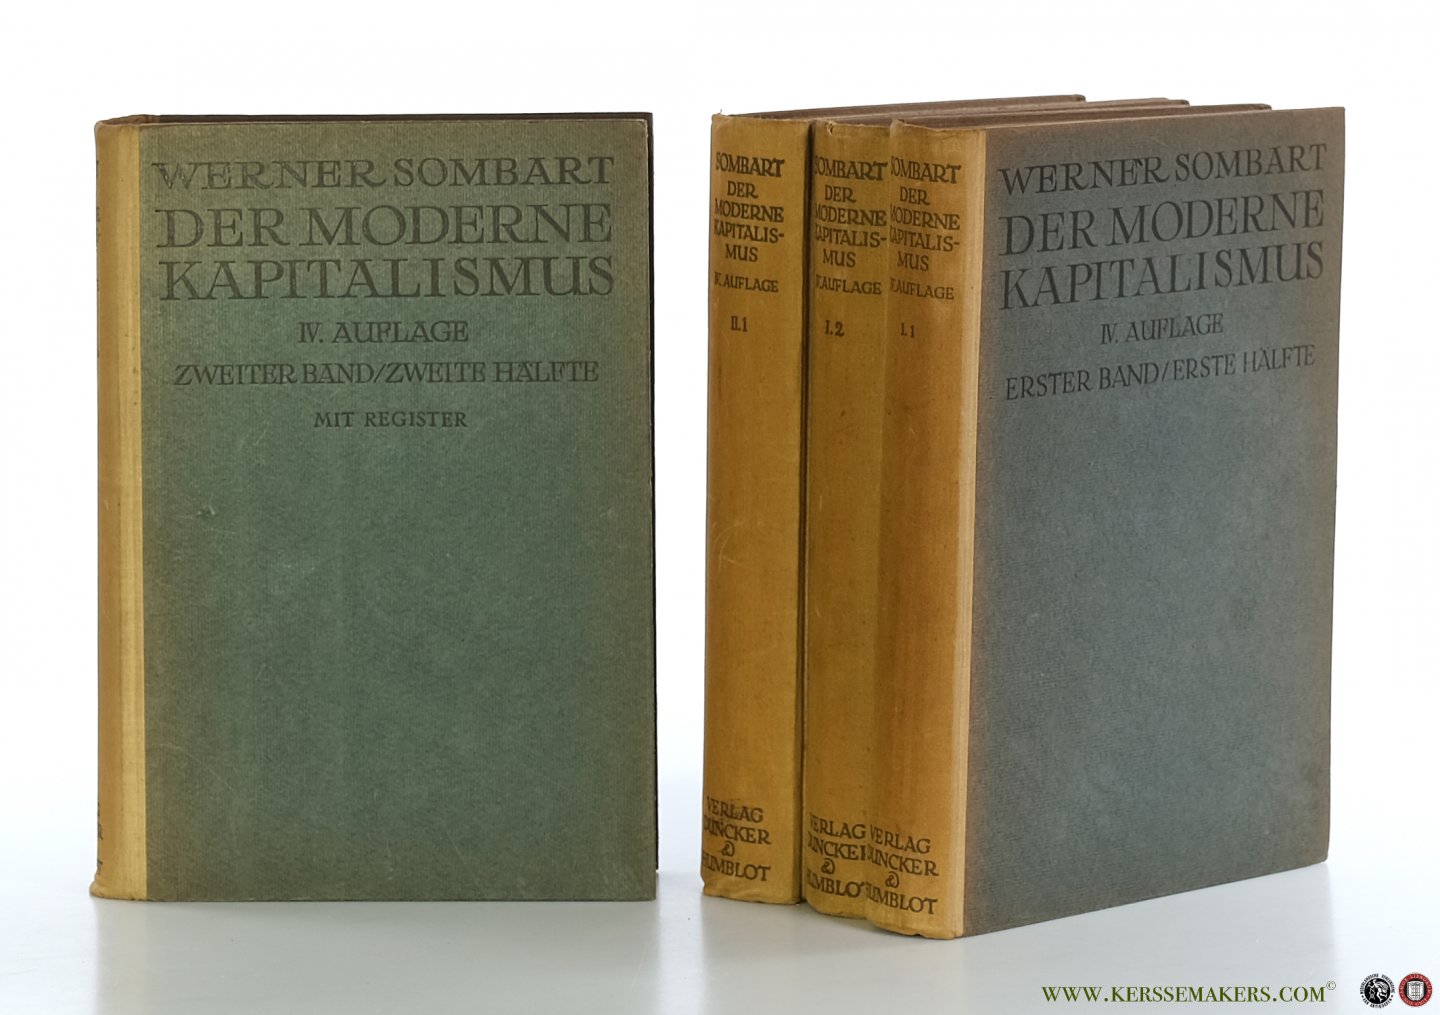 WERNER SOMBART
DER MODERNE
KAPITALISMUS
IV. AUFLAGE
ZWEITER BAND/ZWEITE HÄLFTE
MIT REGISTER
SOMBART
DER
MODERNE
KAPITALIS-
MUS
IV. AUFLAGE
II.1
VERLAG
DUNCKER
&
HUMBLOT
SOMBART
DER
MODERNE
KAPITALIS-
MUS
IV. AUFLAGE
I.2
VERLAG
DUNCKER
&
HUMBLOT
SOMBART
DER
MODERNE
KAPITALIS-
MUS
IV. AUFLAGE
I.1
VERLAG
DUNCKER
&
HUMBLOT
WERNER SOMBART
DER MODERNE
KAPITALISMUS
IV. AUFLAGE
ERSTER BAND/ERSTE HÄLFTE
WWW.KERSSEMAKERS.COM©